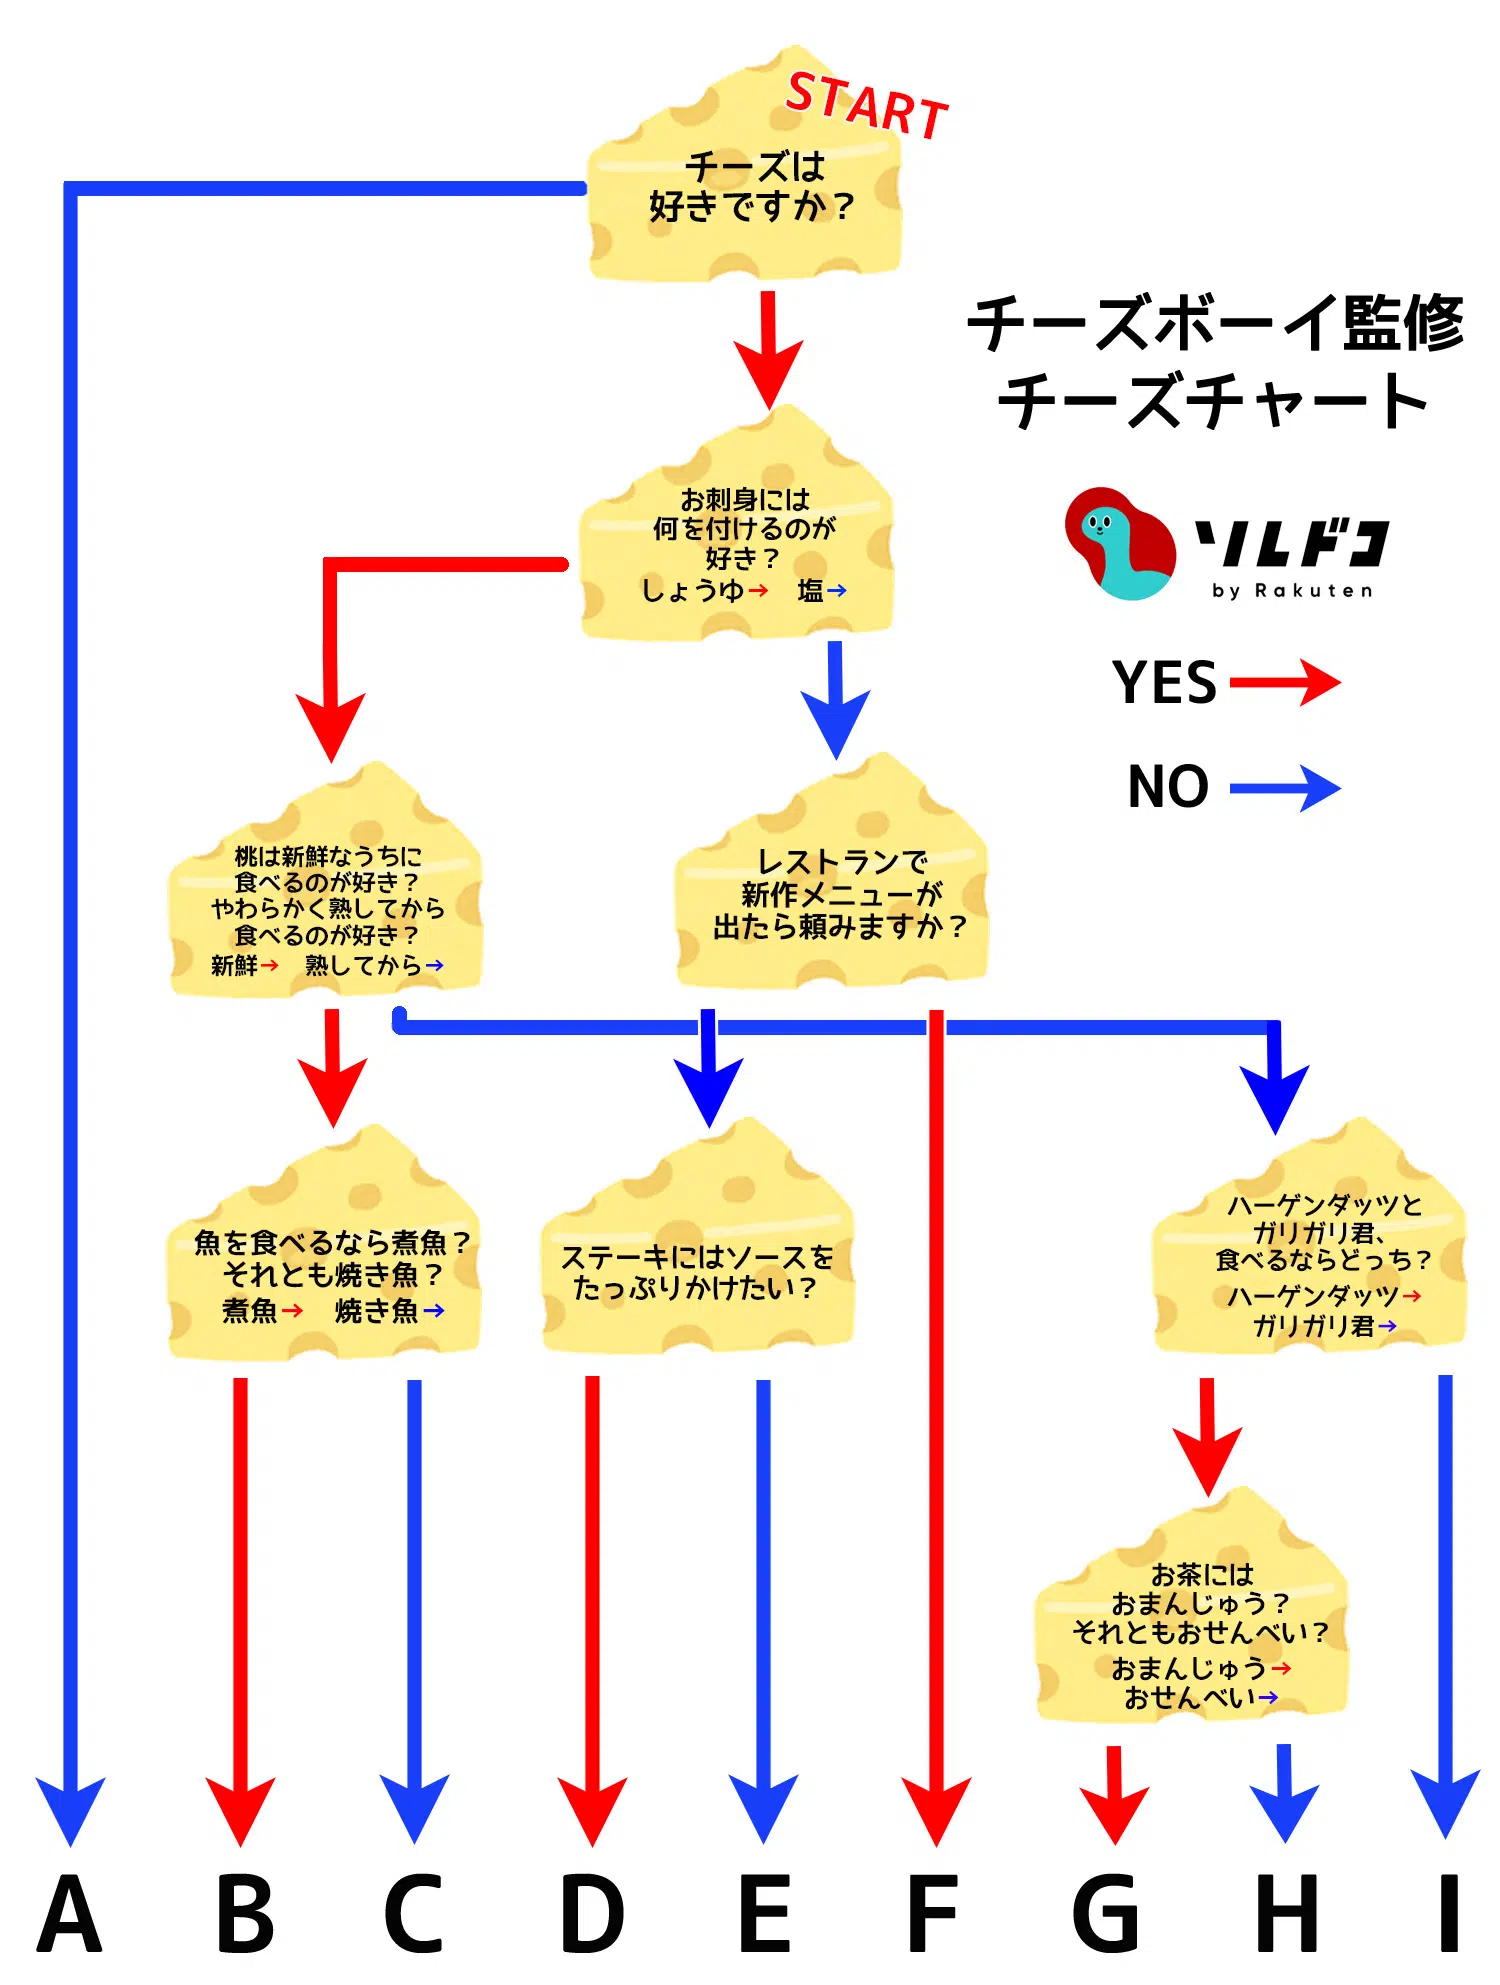 START
チーズは
好きですか?
チーズボーイ監修
チーズチャート
お刺身には
何を付けるのが
好き?
しょうゆ→ 塩→
ソレドコ
by Rakuten
YES→
NO→
桃は新鮮なうちに
食べるのが好き?
やわらかく熟してから
食べるのが好き?
新鮮→ 熟してから→
レストランで
新作メニューが
出たら頼みますか?
魚を食べるなら煮魚?
それとも焼き魚?
煮魚→ 焼き魚→
ステーキにはソースを
たっぷりかけたい?
ハーゲンダッツと
ガリガリ君、
食べるならどっち?
ハーゲンダッツ→
ガリガリ君→
お茶には
おまんじゅう?
それともおせんべい?
おまんじゅう→
おせんべい→
A B C D E F G H I